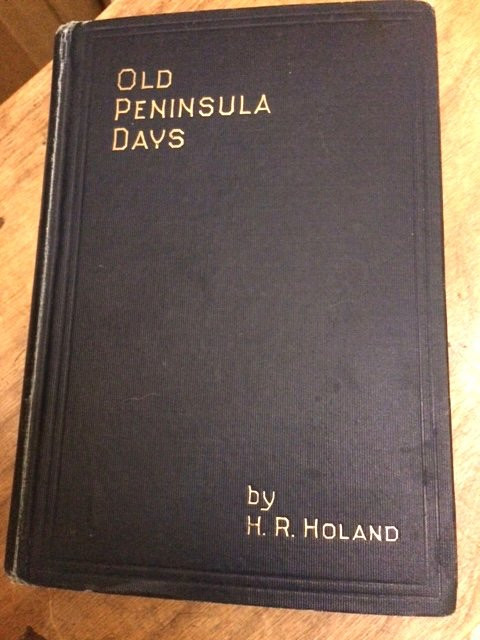 OLD
PENINSULA
DAYS
by
H. R. HOLAND